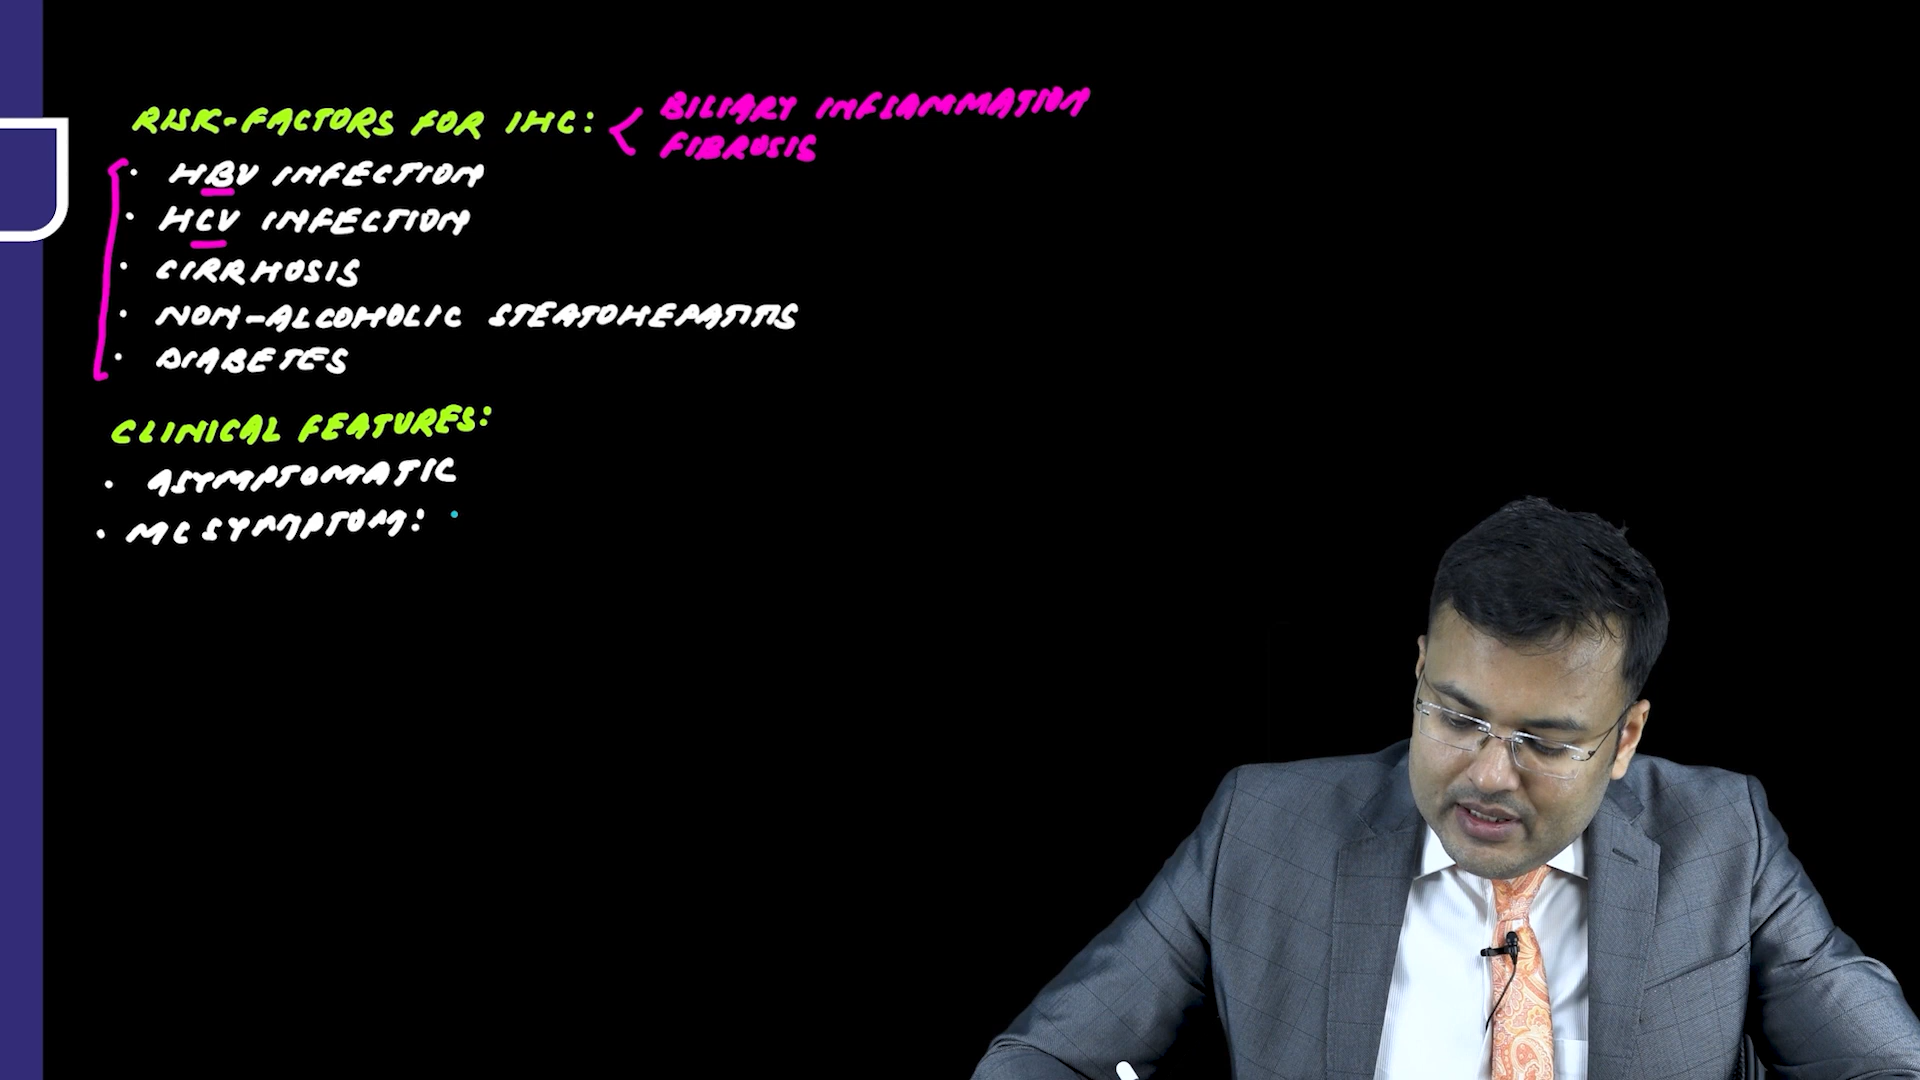 RISK-FACTORS FOR IHC: < BILIARY INFLAMMATION
FIBROSIS
• HBV INFECTION
• HCV INFECTION
• CIRRHOSIS
• NON-ALCOHOLIC STEATOHEPATITIS
• DIABETES
CLINICAL FEATURES:
• ASYMPTOMATIC
• MC SYMPTOM: